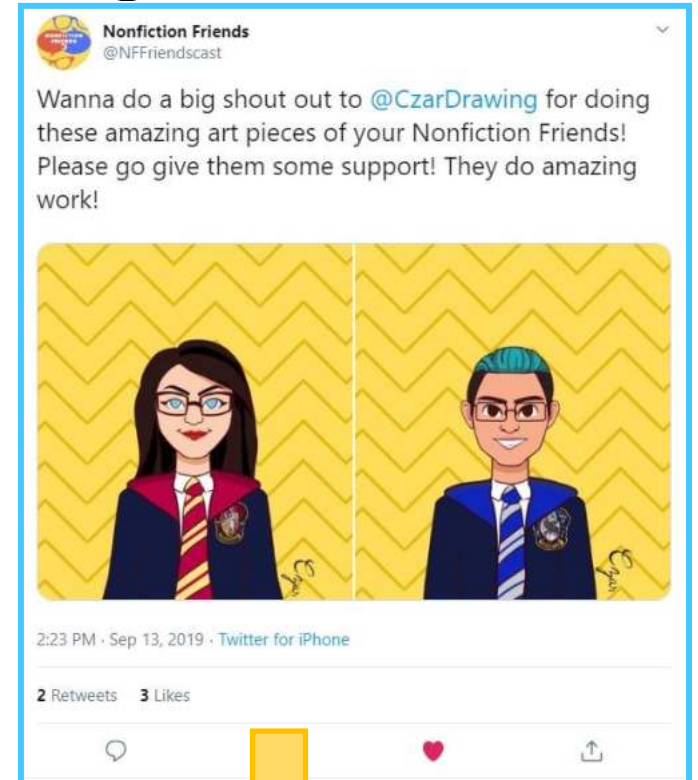 Nonfiction Friends
@NFFriendscast
Wanna do a big shout out to @CzarDrawing for doing
these amazing art pieces of your Nonfiction Friends!
Please go give them some support! They do amazing
work!
Czar
Czar
2:23 PM · Sep 13, 2019 · Twitter for iPhone
2 Retweets 3 Likes